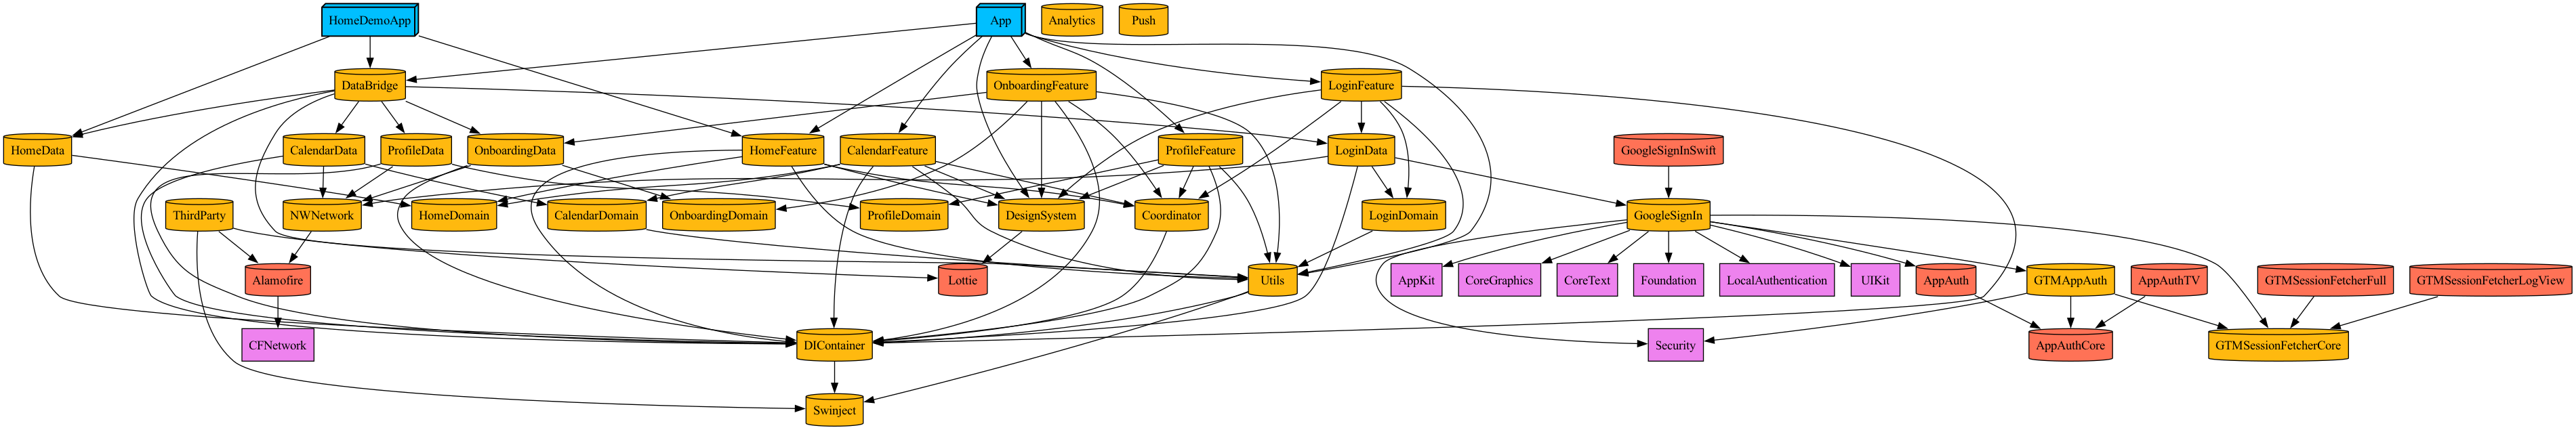 HomeDemoApp
App
Analytics
Push
DataBridge
OnboardingFeature
LoginFeature
HomeData
CalendarData
ProfileData
OnboardingData
HomeFeature
CalendarFeature
ProfileFeature
LoginData
GoogleSignInSwift
ThirdParty
NWNetwork
HomeDomain
CalendarDomain
OnboardingDomain
ProfileDomain
DesignSystem
Coordinator
LoginDomain
GoogleSignIn
Alamofire
Lottie
Utils
AppKit
CoreGraphics
CoreText
Foundation
LocalAuthentication
UIKit
AppAuth
GTMAppAuth
AppAuthTV
GTMSessionFetcherFull
GTMSessionFetcherLogView
CFNetwork
DIContainer
Security
AppAuthCore
GTMSessionFetcherCore
Swinject